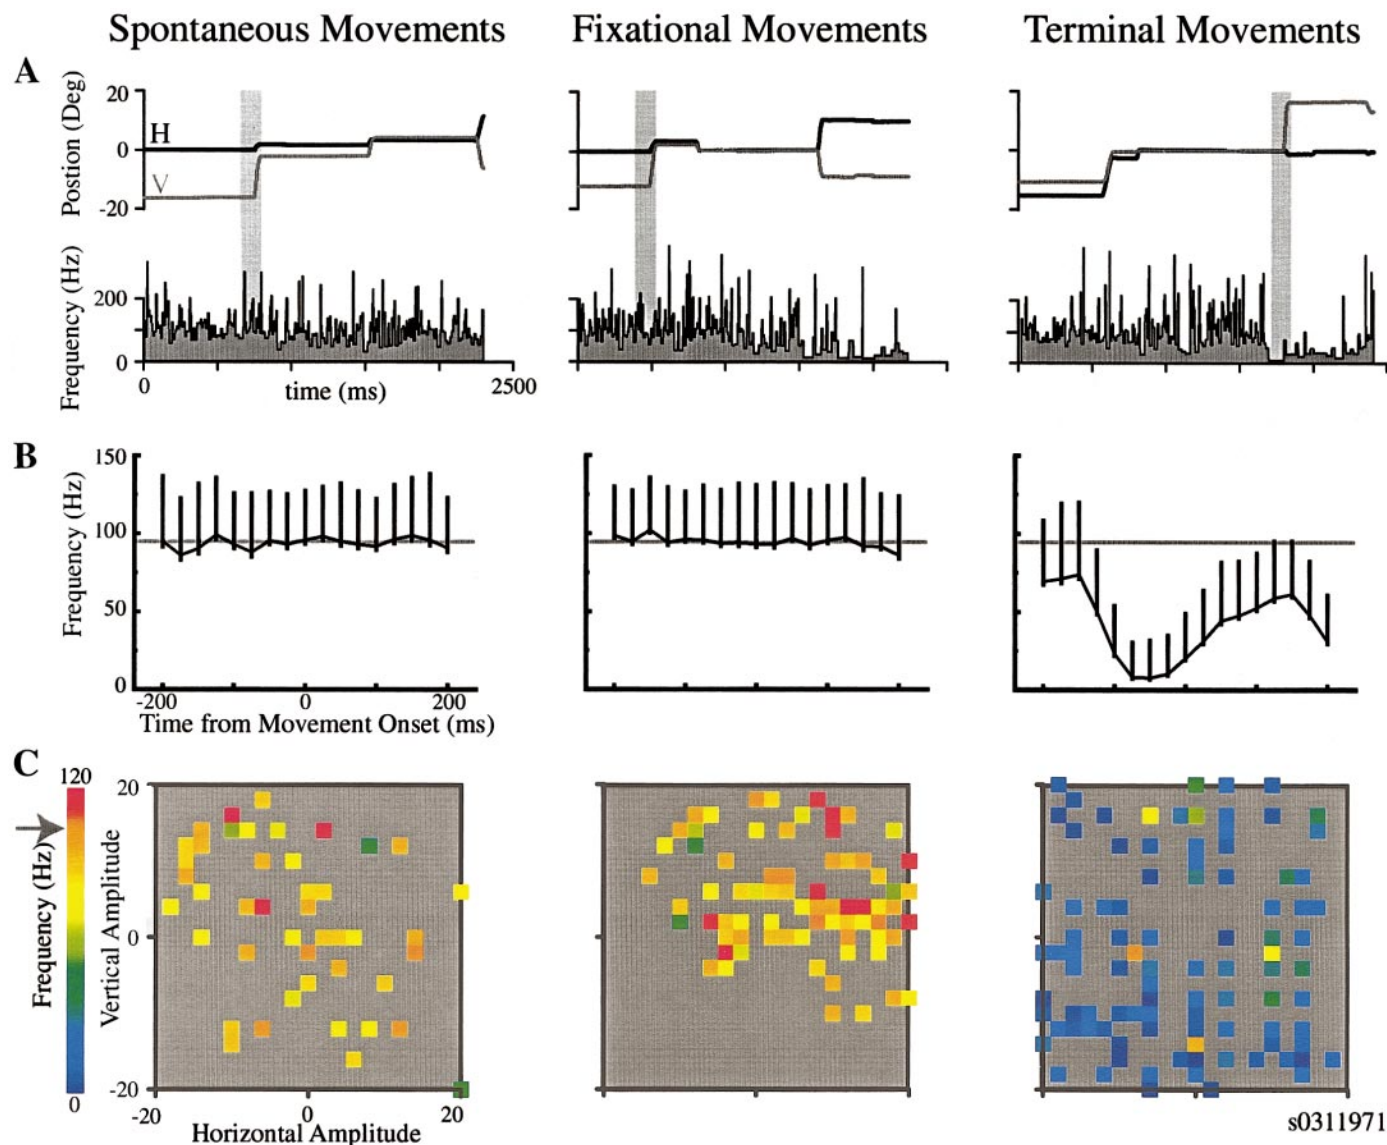 Spontaneous Movements
Fixational Movements
Terminal Movements
A
Postion (Deg)
20
0
-20
H
V
Frequency (Hz)
200
0
0
time (ms)
2500
B
Frequency (Hz)
150
100
50
0
-200
0
200
Time from Movement Onset (ms)
C
120
Frequency (Hz)
0
Vertical Amplitude
20
0
-20
-20
0
20
Horizontal Amplitude
s0311971